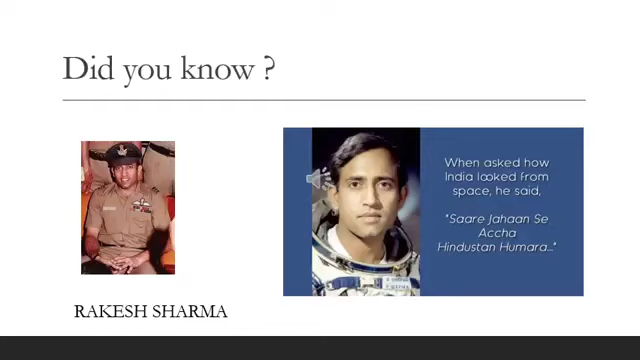 Did you know ?
When asked how
India looked from
space, he said,
"Saare Jahaan Se
Accha
Hindustan Humara..."
RAKESH SHARMA